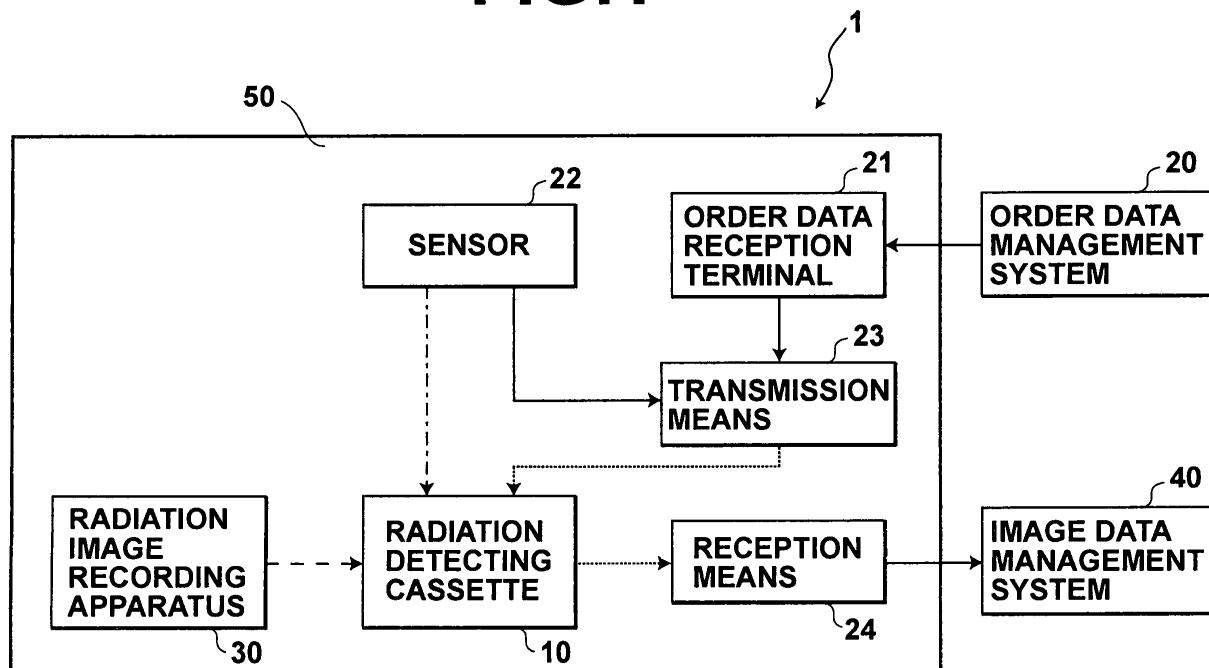 1
50
22
21
20
SENSOR
ORDER DATA
RECEPTION
TERMINAL
ORDER DATA
MANAGEMENT
SYSTEM
23
TRANSMISSION
MEANS
40
RADIATION
IMAGE
RECORDING
APPARATUS
RADIATION
DETECTING
CASSETTE
RECEPTION
MEANS
IMAGE DATA
MANAGEMENT
SYSTEM
30
10
24